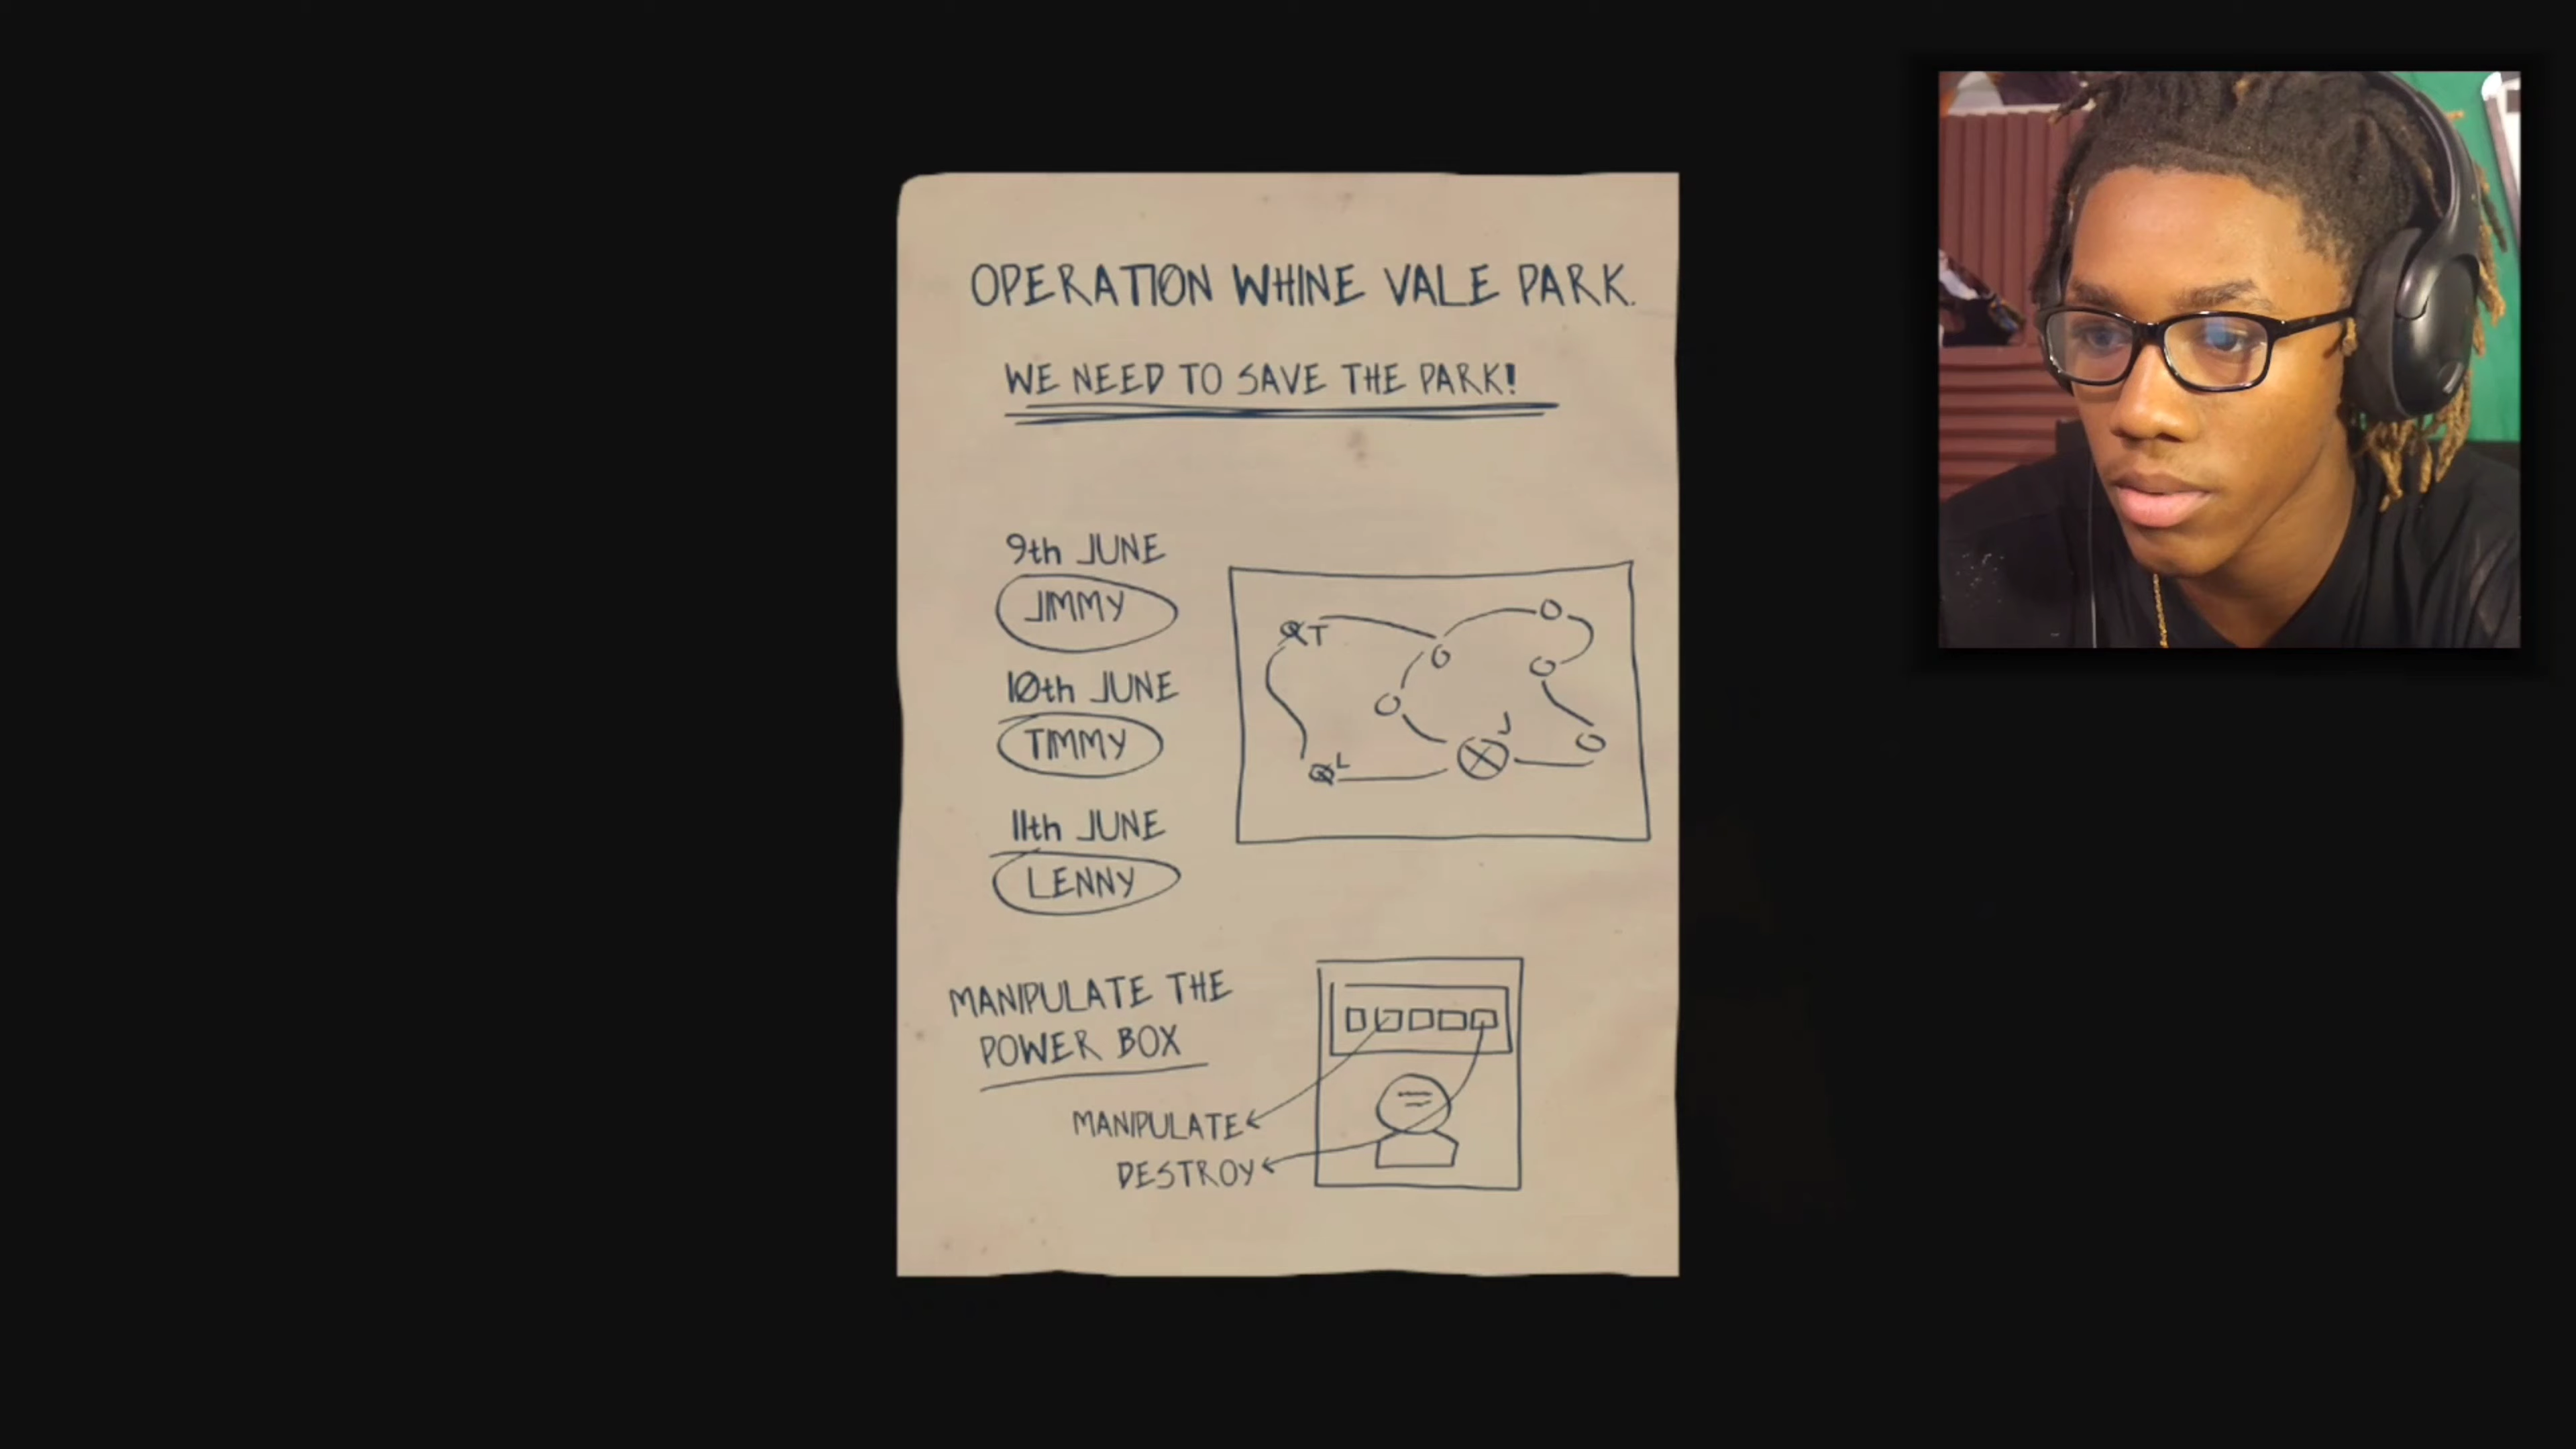 OPERATION WHINE VALE PARK.
WE NEED TO SAVE THE PARK!
9th JUNE
JIMMY
10th JUNE
TIMMY
11th JUNE
LENNY
T
J
L
MANIPULATE THE
POWER BOX
MANIPULATE
DESTROY